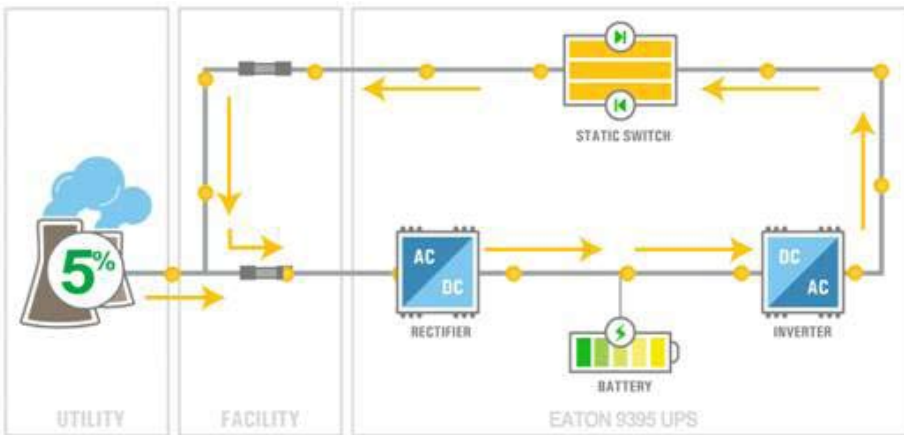 STATIC SWITCH
5%
AC
DC
RECTIFIER
DC
AC
INVERTER
BATTERY
UTILITY
FACILITY
EATON 9395 UPS